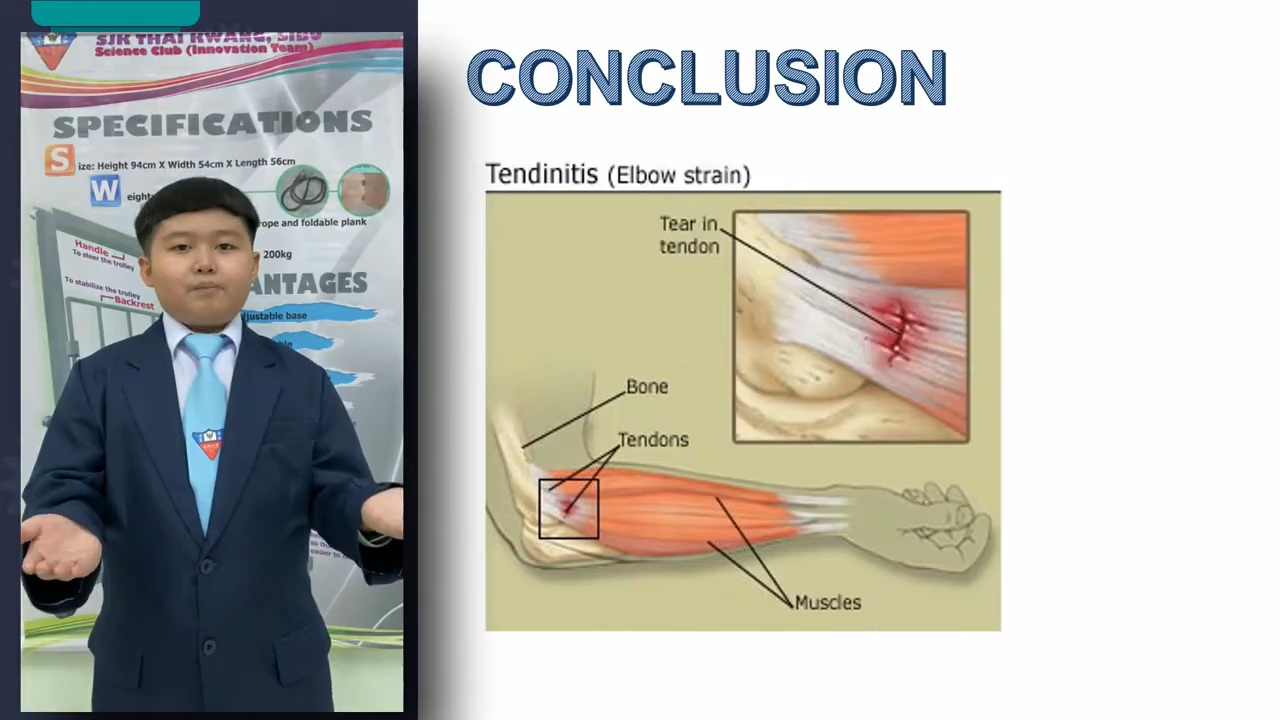 SJK THAI KWANG, SIBU
Science Club (Innovation Team)
SPECIFICATIONS
Size: Height 94cm X Width 54cm X Length 56cm
W
rope and foldable plank
Handle
To steer the trolley
200kg
To stabilize the trolley
Backrest
base
easier to
CONCLUSION
Tendinitis (Elbow strain)
Tear in
tendon
Bone
Tendons
Muscles